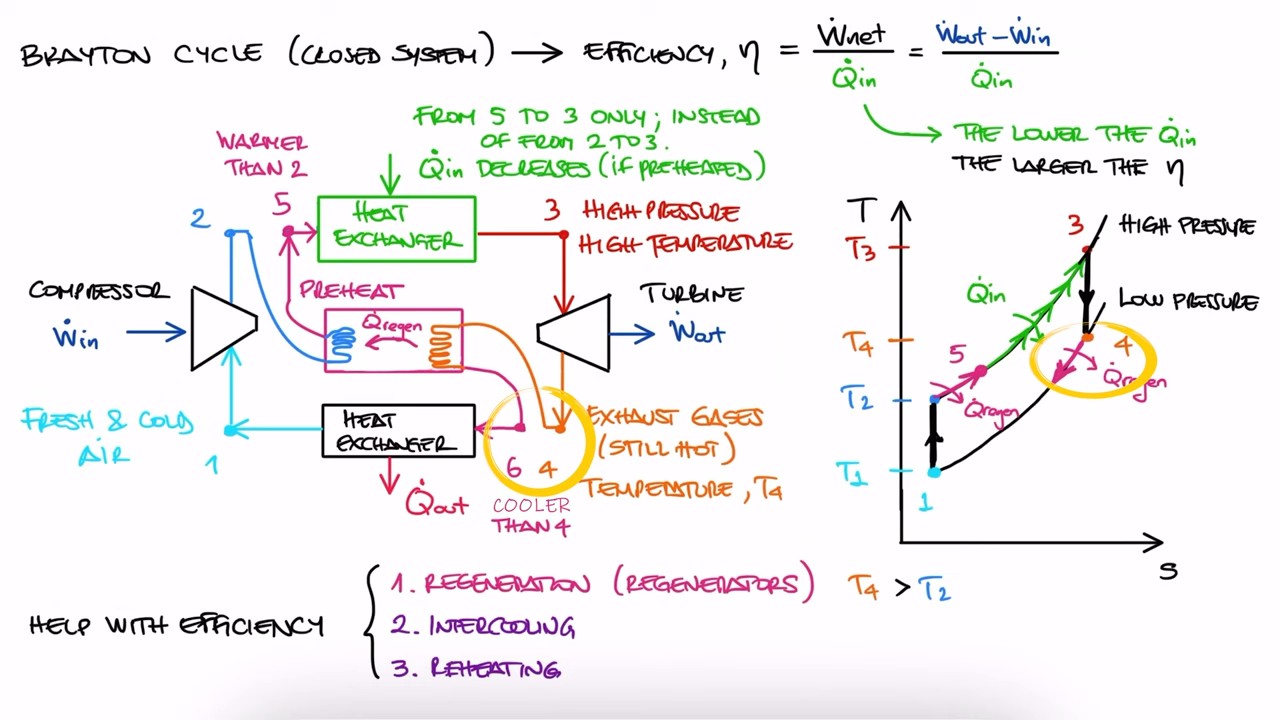 BRAYTON CYCLE (CLOSED SYSTEM) → EFFICIENCY, η = Ẇnet / Q̇in = Ẇout − Ẇin / Q̇in
FROM 5 TO 3 ONLY; INSTEAD
OF FROM 2 TO 3.
Q̇in DECREASES (if PREHEATED)
THE LOWER THE Q̇in
THE LARGER THE η
WARMER
THAN 2
2
5
HEAT
EXCHANGER
3
HIGH PRESSURE
HIGH TEMPERATURE
COMPRESSOR
Ẇin
PREHEAT
Q̇regen
TURBINE
Ẇout
FRESH & COLD
AIR
1
HEAT
EXCHANGER
Q̇out
6
4
COOLER
THAN 4
EXHAUST GASES
(STILL HOT)
TEMPERATURE, T4
T
T3
T4
T2
T1
3
HIGH PRESSURE
LOW PRESSURE
Q̇in
5
4
Q̇regen
Q̇regen
1
S
HELP WITH EFFICIENCY
1. REGENERATION (REGENERATORS) T4 > T2
2. INTERCOOLING
3. REHEATING